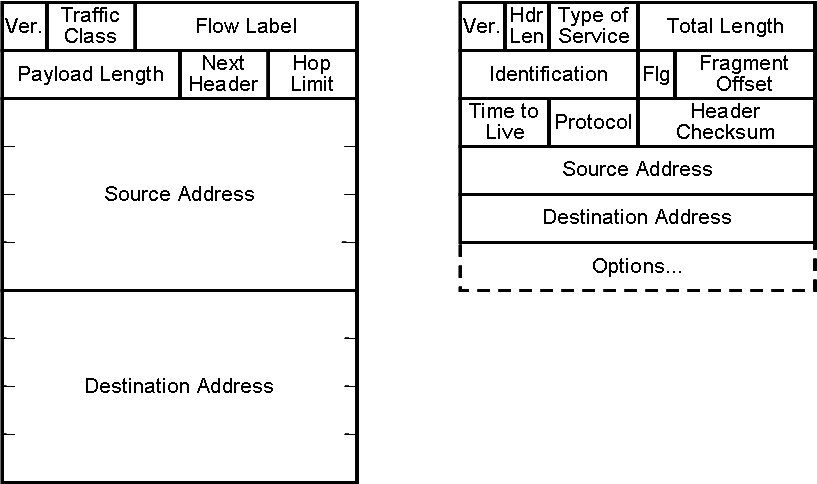 Ver.
Traffic
Class
Flow Label
Payload Length
Next
Header
Hop
Limit
Source Address
Destination Address
Ver.
Hdr
Len
Type of
Service
Total Length
Identification
Flg
Fragment
Offset
Time to
Live
Protocol
Header
Checksum
Source Address
Destination Address
Options...